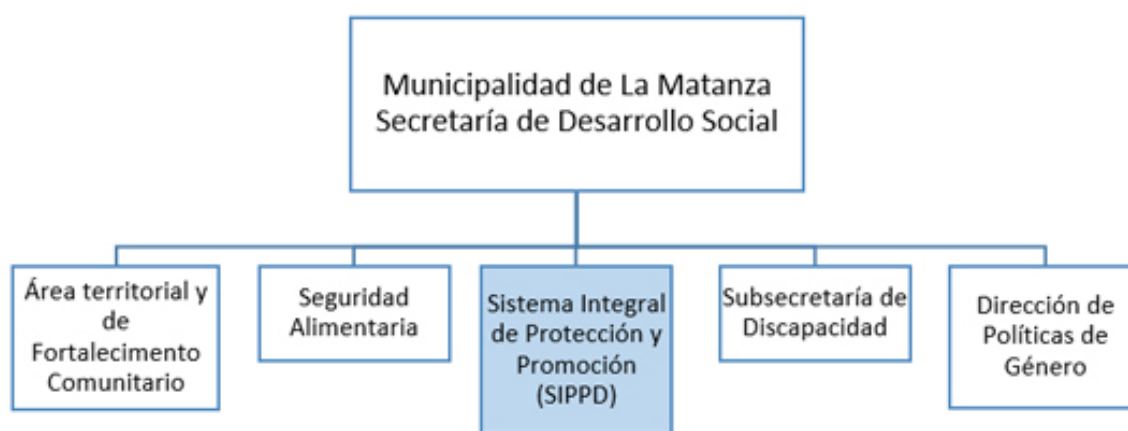 Municipalidad de La Matanza
Secretaría de Desarrollo Social
Área territorial y
de
Fortalecimento
Comunitario
Seguridad
Alimentaria
Sistema Integral
de Protección y
Promoción
(SIPPD)
Subsecretaría de
Discapacidad
Dirección de
Políticas de
Género